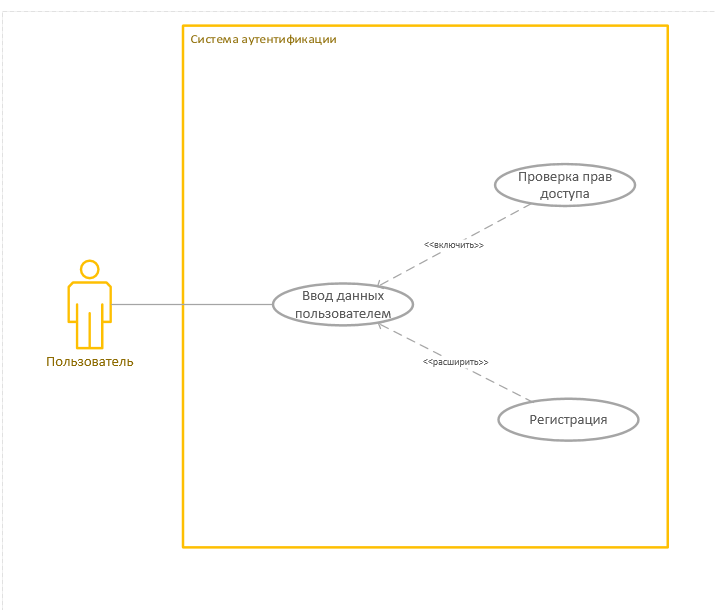 Система аутентификации
Проверка прав
доступа
<<включить>>
Ввод данных
пользователем
Пользователь
<<расширить>>
Регистрация